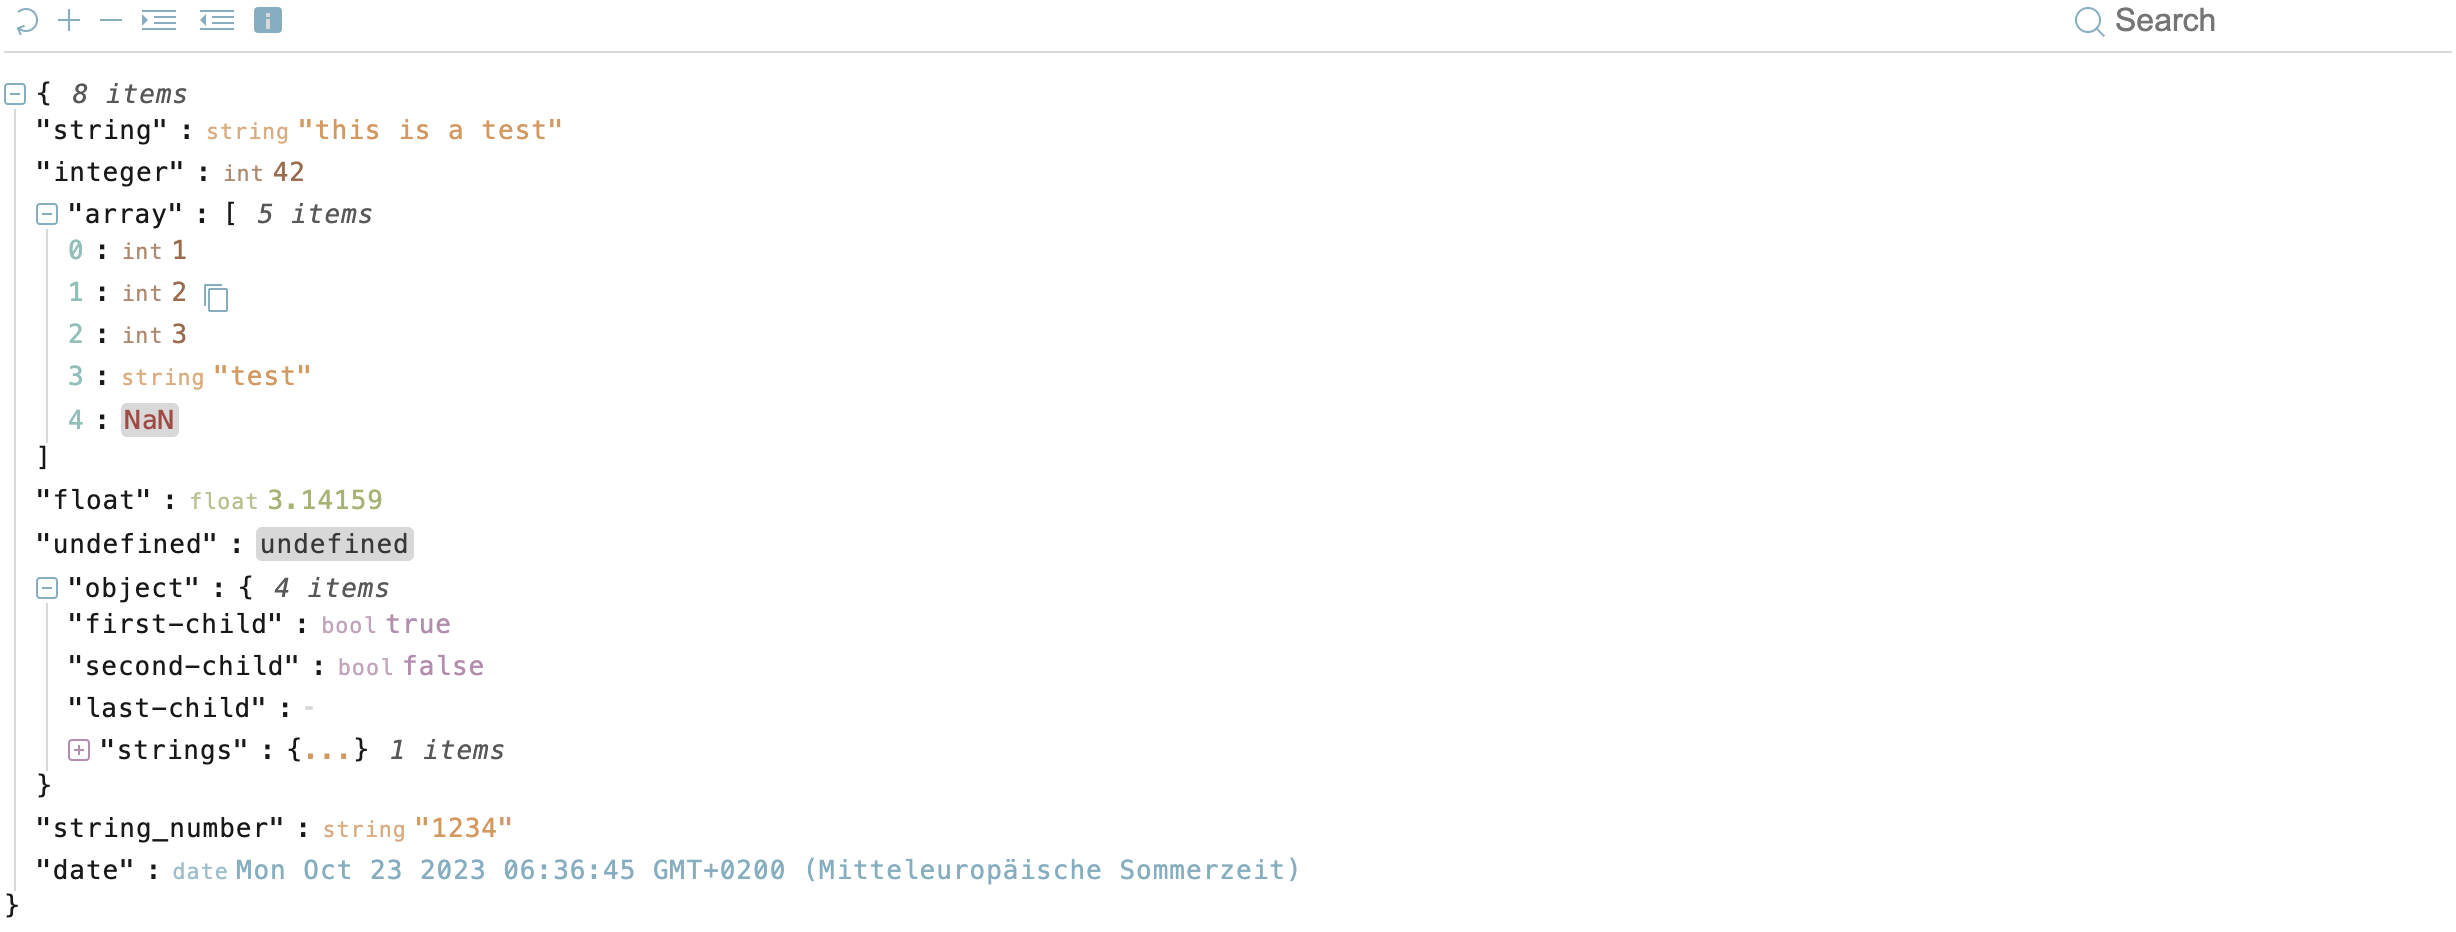 Search
{ 8 items
"string" : string "this is a test"
"integer" : int 42
"array" : [ 5 items
0 : int 1
1 : int 2
2 : int 3
3 : string "test"
4 : NaN
]
"float" : float 3.14159
"undefined" : undefined
"object" : { 4 items
"first-child" : bool true
"second-child" : bool false
"last-child" : -
"strings" : {...} 1 items
}
"string_number" : string "1234"
"date" : date Mon Oct 23 2023 06:36:45 GMT+0200 (Mitteleuropäische Sommerzeit)
}